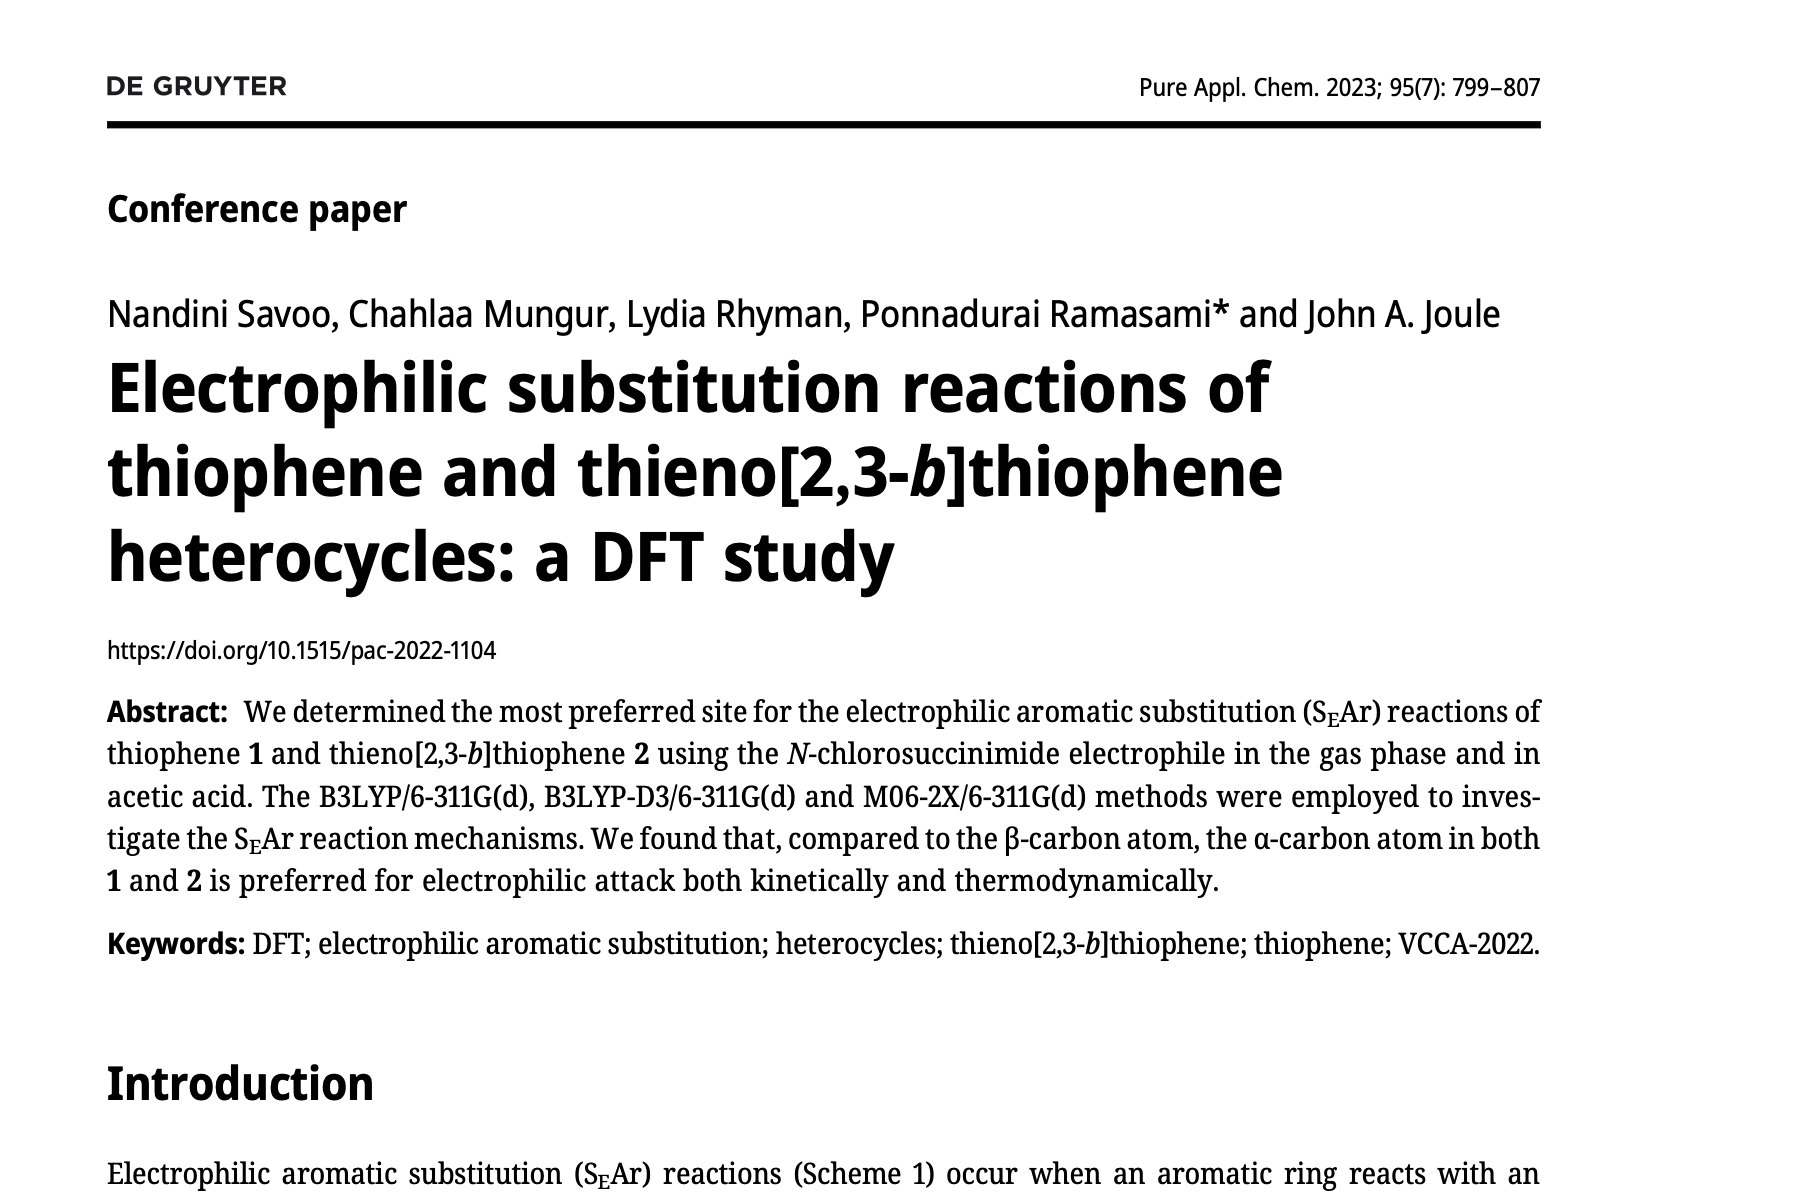 DE GRUYTER
Pure Appl. Chem. 2023; 95(7): 799–807
Conference paper
Nandini Savoo, Chahlaa Mungur, Lydia Rhyman, Ponnadurai Ramasami* and John A. Joule
Electrophilic substitution reactions of
thiophene and thieno[2,3-b]thiophene
heterocycles: a DFT study
https://doi.org/10.1515/pac-2022-1104
Abstract: We determined the most preferred site for the electrophilic aromatic substitution (SEAr) reactions of
thiophene 1 and thieno[2,3-b]thiophene 2 using the N-chlorosuccinimide electrophile in the gas phase and in
acetic acid. The B3LYP/6-311G(d), B3LYP-D3/6-311G(d) and M06-2X/6-311G(d) methods were employed to inves-
tigate the SEAr reaction mechanisms. We found that, compared to the β-carbon atom, the α-carbon atom in both
1 and 2 is preferred for electrophilic attack both kinetically and thermodynamically.
Keywords: DFT; electrophilic aromatic substitution; heterocycles; thieno[2,3-b]thiophene; thiophene; VCCA-2022.
Introduction
Electrophilic aromatic substitution (SEAr) reactions (Scheme 1) occur when an aromatic ring reacts with an